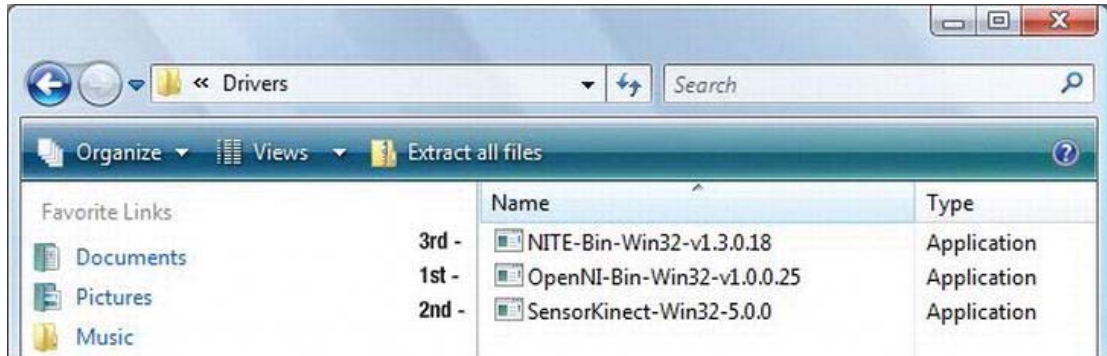 « Drivers
Search
Organize Views Extract all files
Favorite Links
Documents
Pictures
Music
Name Type
3rd - NITE-Bin-Win32-v1.3.0.18 Application
1st - OpenNI-Bin-Win32-v1.0.0.25 Application
2nd - SensorKinect-Win32-5.0.0 Application